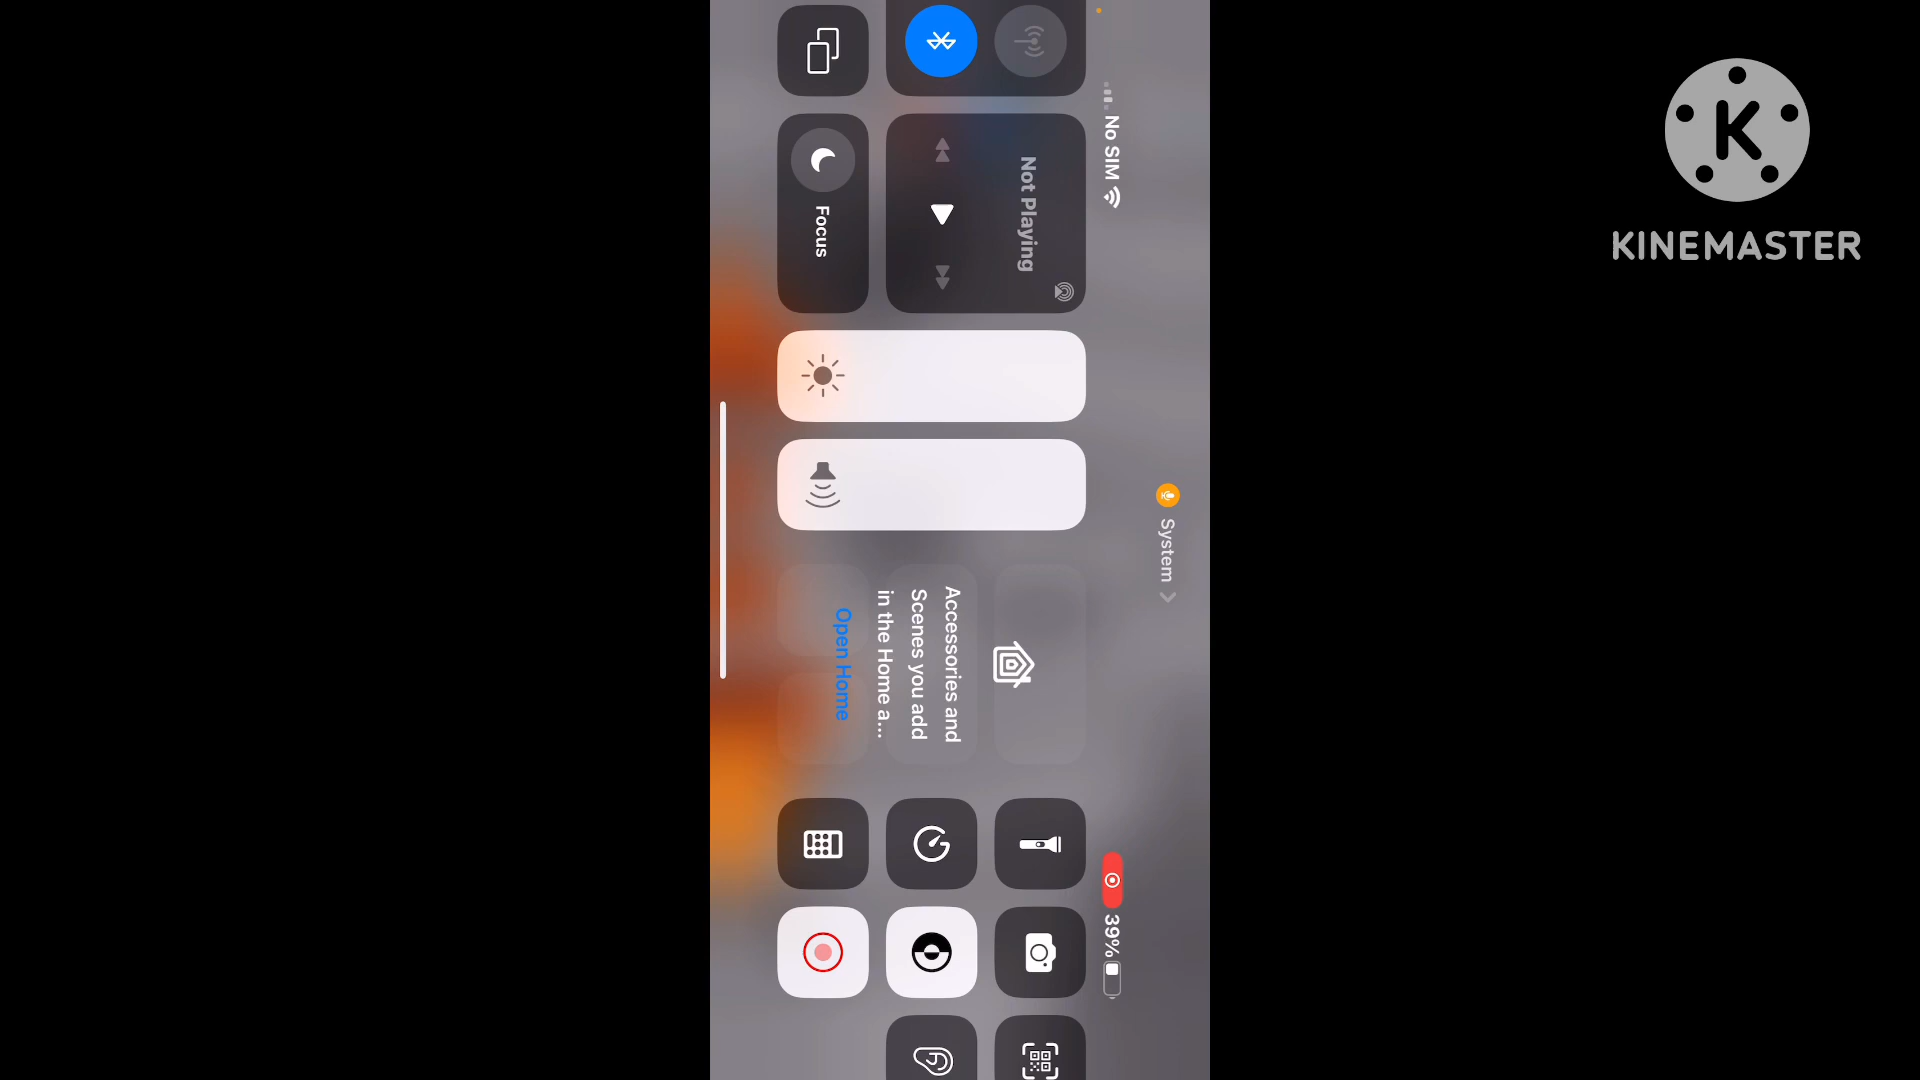 System
No SIM
39%
Not Playing
Focus
Accessories and
Scenes you add
in the Home a...
Open Home
K
KINEMASTER